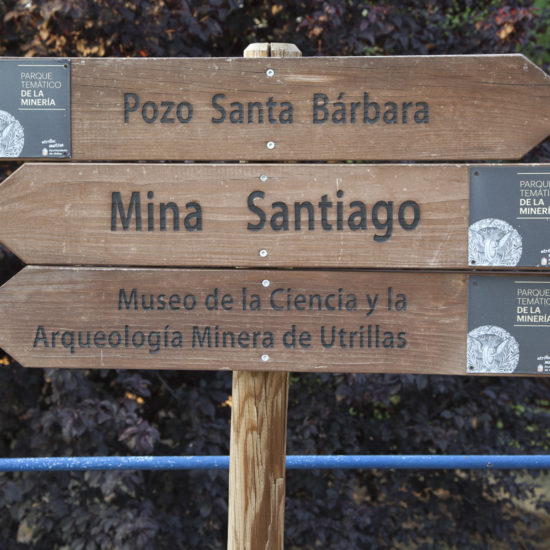 PARQUE
TEMÁTICO
DE LA
MINERÍA
Pozo Santa Bárbara
Mina Santiago
PARQUE
TEMÁTICO
DE LA
MINERÍA
Museo de la Ciencia y la
Arqueología Minera de Utrillas
PARQUE
TEMÁTICO
DE LA
MINERÍA